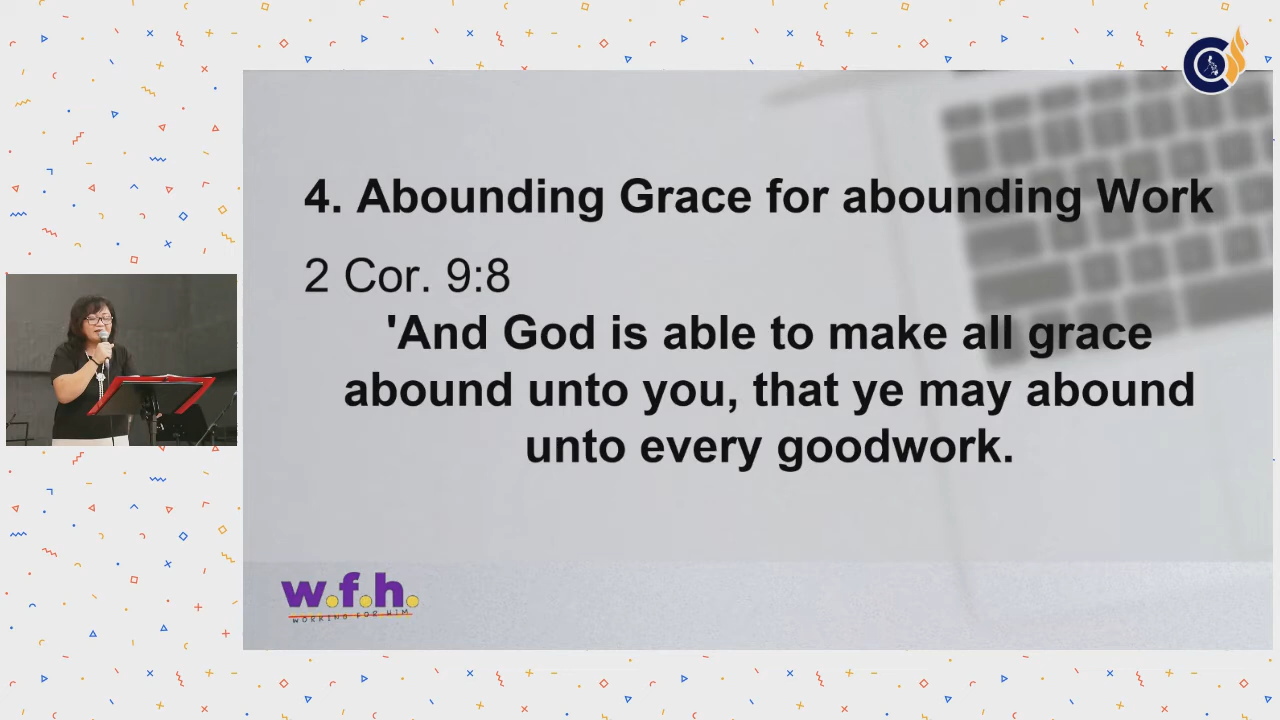 4. Abounding Grace for abounding Work
2 Cor. 9:8
'And God is able to make all grace
abound unto you, that ye may abound
unto every goodwork.
w.f.h.
WORKING FOR HIM